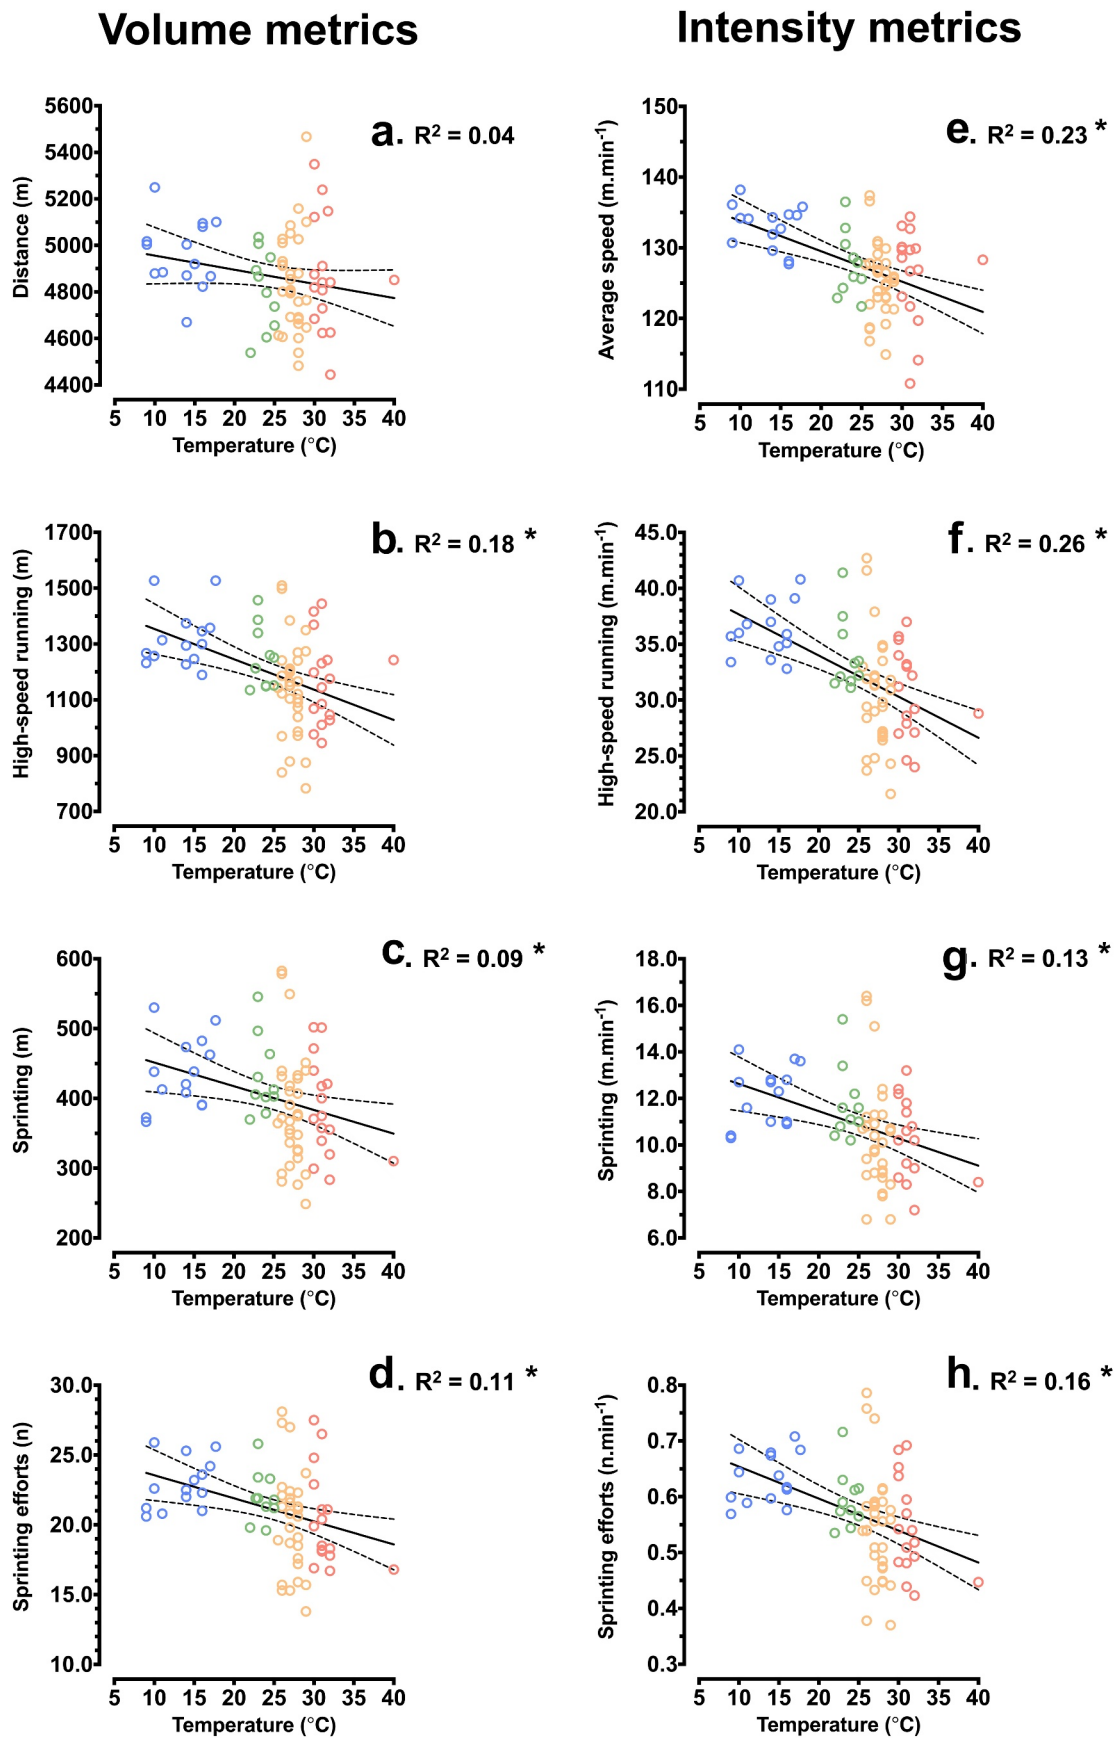 Volume metrics
Intensity metrics
a. R² = 0.04
Distance (m)
5600
5400
5200
5000
4800
4600
4400
5 10 15 20 25 30 35 40
Temperature (°C)
e. R² = 0.23 *
Average speed (m.min⁻¹)
150
140
130
120
110
5 10 15 20 25 30 35 40
Temperature (°C)
b. R² = 0.18 *
High-speed running (m)
1700
1500
1300
1100
900
700
5 10 15 20 25 30 35 40
Temperature (°C)
f. R² = 0.26 *
High-speed running (m.min⁻¹)
45.0
40.0
35.0
30.0
25.0
20.0
5 10 15 20 25 30 35 40
Temperature (°C)
c. R² = 0.09 *
Sprinting (m)
600
500
400
300
200
5 10 15 20 25 30 35 40
Temperature (°C)
g. R² = 0.13 *
Sprinting (m.min⁻¹)
18.0
16.0
14.0
12.0
10.0
8.0
6.0
5 10 15 20 25 30 35 40
Temperature (°C)
d. R² = 0.11 *
Sprinting efforts (n)
30.0
25.0
20.0
15.0
10.0
5 10 15 20 25 30 35 40
Temperature (°C)
h. R² = 0.16 *
Sprinting efforts (n.min⁻¹)
0.8
0.7
0.6
0.5
0.4
0.3
5 10 15 20 25 30 35 40
Temperature (°C)